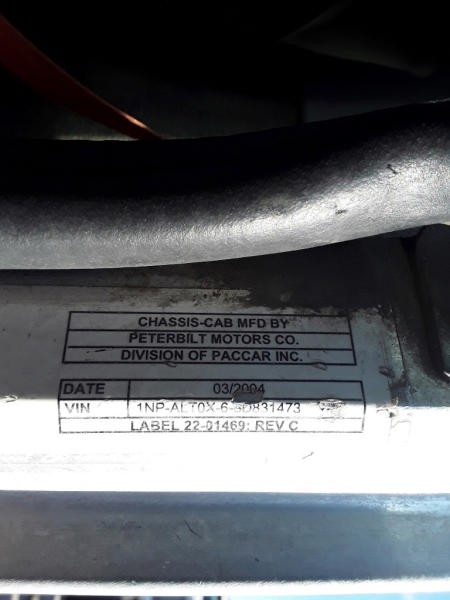 CHASSIS-CAB MFD BY
PETERBILT MOTORS CO.
DIVISION OF PACCAR INC.
DATE 03/2004
VIN
LABEL 22-01469: REV C